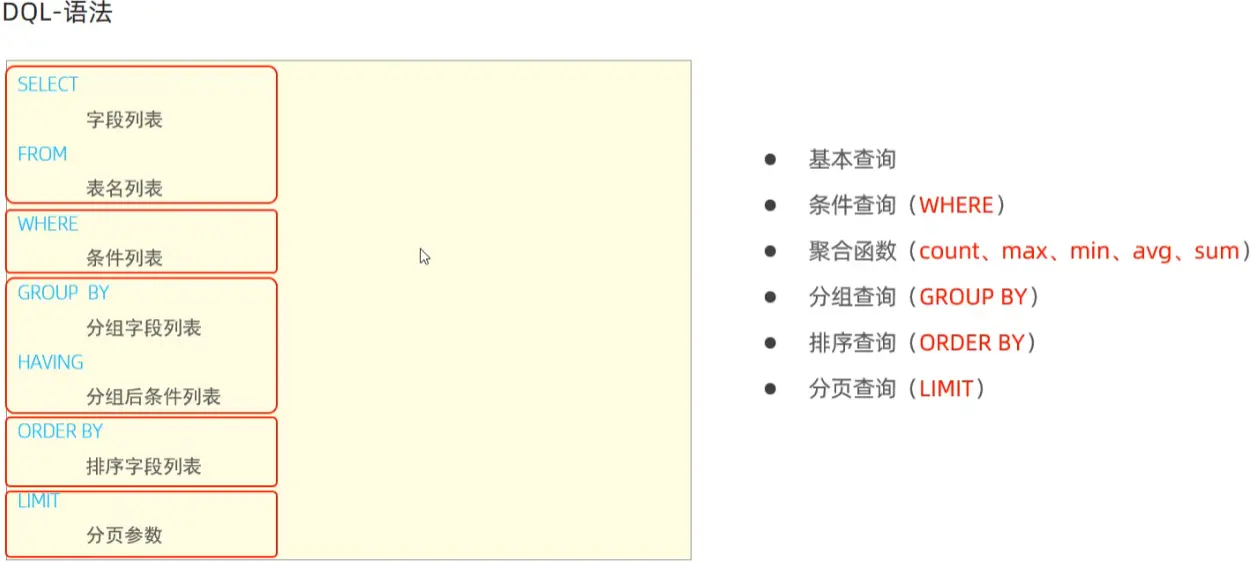 DQL-语法
SELECT
字段列表
FROM
表名列表
WHERE
条件列表
GROUP BY
分组字段列表
HAVING
分组后条件列表
ORDER BY
排序字段列表
LIMIT
分页参数
● 基本查询
● 条件查询（WHERE）
● 聚合函数（count、max、min、avg、sum）
● 分组查询（GROUP BY）
● 排序查询（ORDER BY）
● 分页查询（LIMIT）